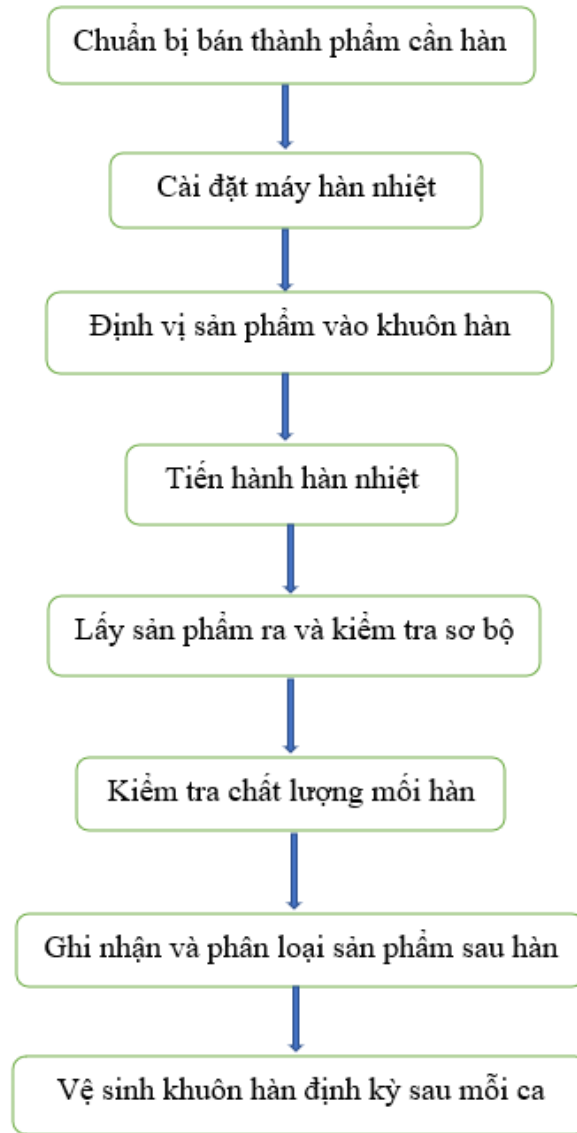 Chuẩn bị bán thành phẩm cần hàn
Cài đặt máy hàn nhiệt
Định vị sản phẩm vào khuôn hàn
Tiến hành hàn nhiệt
Lấy sản phẩm ra và kiểm tra sơ bộ
Kiểm tra chất lượng mối hàn
Ghi nhận và phân loại sản phẩm sau hàn
Vệ sinh khuôn hàn định kỳ sau mỗi ca